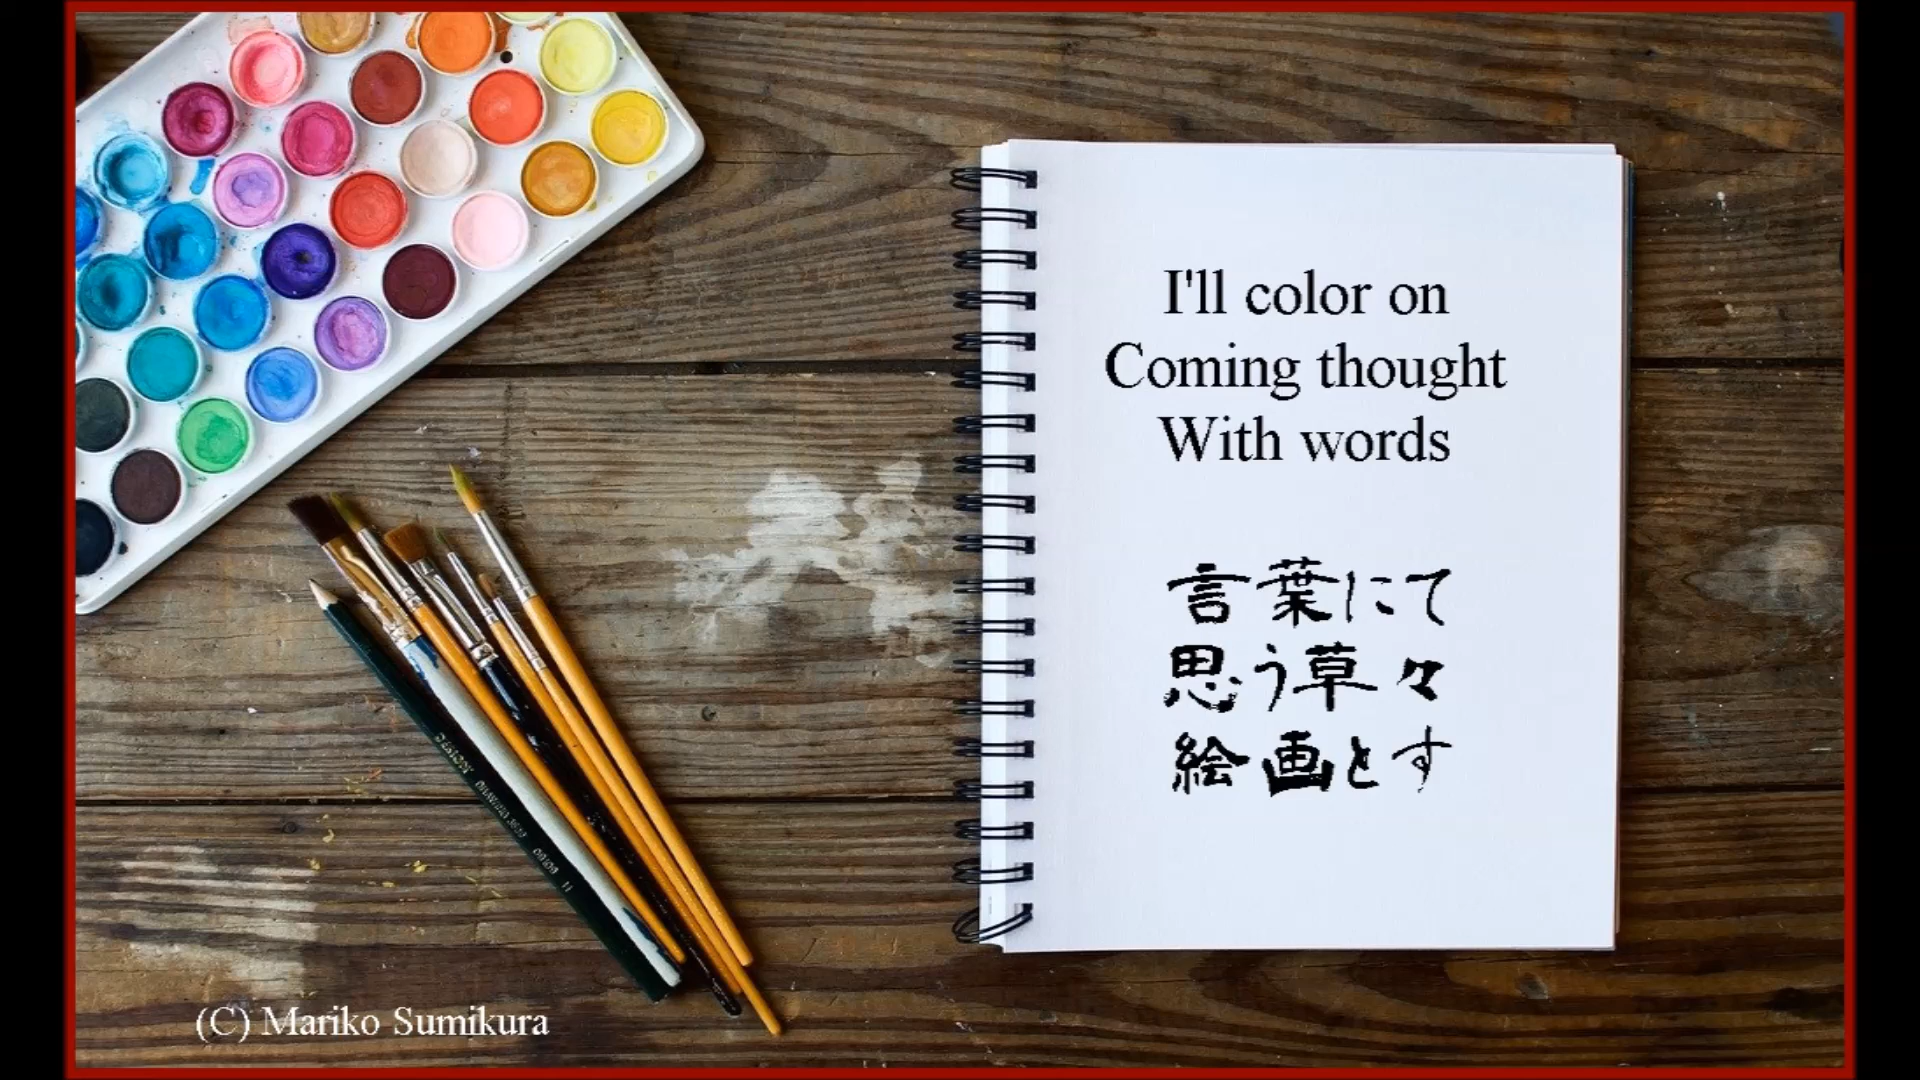 I'll color on
Coming thought
With words
言葉にて
思う草々
絵画とす
(C) Mariko Sumikura